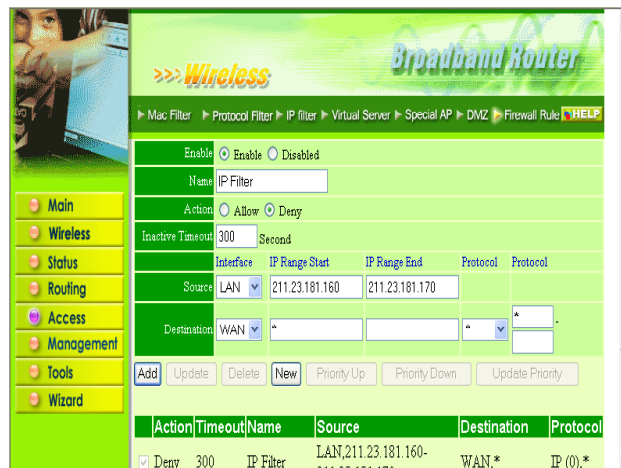 Broadband Router
>>> Wireless
Mac Filter Protocol Filter IP filter Virtual Server Special AP DMZ Firewall Rule HELP
Enable Enable Disabled
Name IP Filter
Action Allow Deny
Inactive Timeout 300 Second
Interface IP Range Start IP Range End Protocol Protocol
Source LAN 211.23.181.160 211.23.181.170
Destination WAN * * * -
Add Update Delete New Priority Up Priority Down Update Priority
Action Timeout Name Source Destination Protocol
Deny 300 IP Filter LAN,211.23.181.160- WAN,* IP (0),*
Main
Wireless
Status
Routing
Access
Management
Tools
Wizard